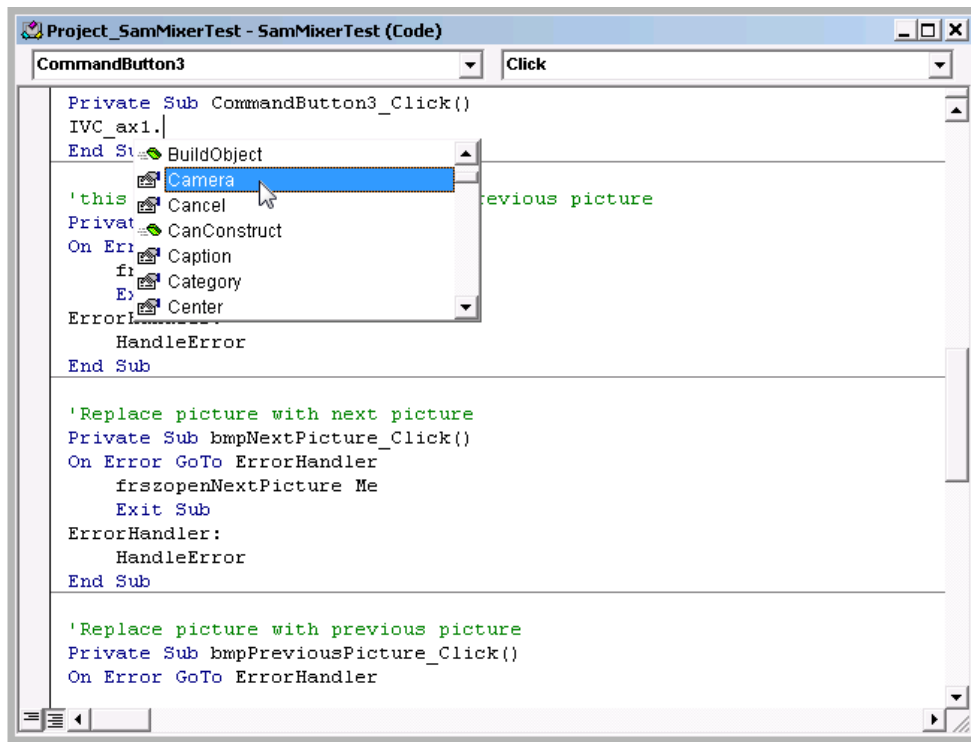 Project_SamMixerTest - SamMixerTest (Code)
CommandButton3 Click
Private Sub CommandButton3_Click()
IVC_ax1.
End Su
BuildObject
Camera
'this evious picture
Cancel
Privat
CanConstruct
On Err
Caption
fr
Category
Ex
Center
HandleError
End Sub
'Replace picture with next picture
Private Sub bmpNextPicture_Click()
On Error GoTo ErrorHandler
frszopenNextPicture Me
Exit Sub
ErrorHandler:
HandleError
End Sub
'Replace picture with previous picture
Private Sub bmpPreviousPicture_Click()
On Error GoTo ErrorHandler